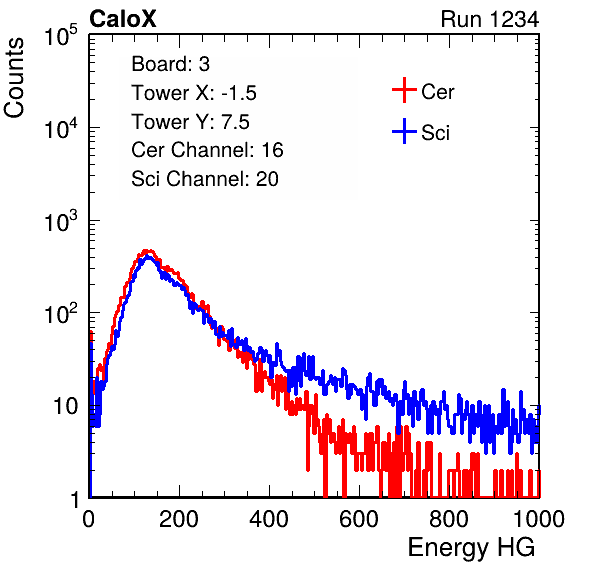 CaloX Run 1234
Counts
Board: 3
Tower X: -1.5
Tower Y: 7.5
Cer Channel: 16
Sci Channel: 20
Cer
Sci
10^5
10^4
10^3
10^2
10
1
0 200 400 600 800 1000
Energy HG